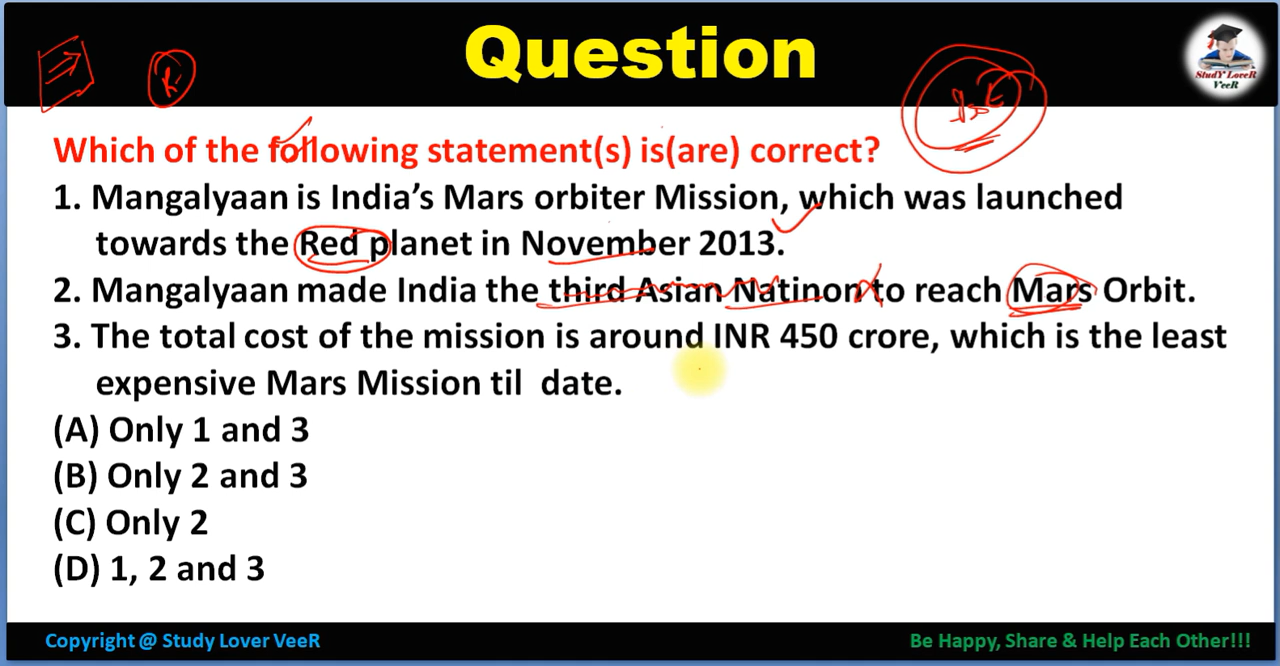 Question
StudY LoveR
VeeR
Which of the following statement(s) is(are) correct?
1. Mangalyaan is India’s Mars orbiter Mission, which was launched
towards the Red planet in November 2013.
2. Mangalyaan made India the third Asian Natinon to reach Mars Orbit.
3. The total cost of the mission is around INR 450 crore, which is the least
expensive Mars Mission til date.
(A) Only 1 and 3
(B) Only 2 and 3
(C) Only 2
(D) 1, 2 and 3
Copyright @ Study Lover VeeR
Be Happy, Share & Help Each Other!!!